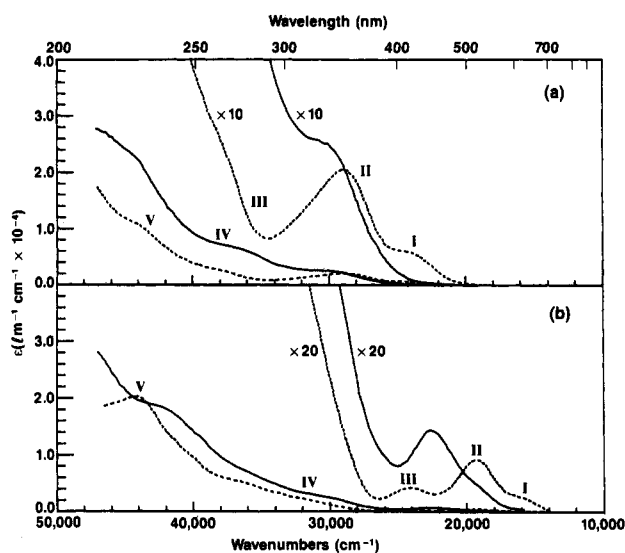 Wavelength (nm)
200 250 300 400 500 700
4.0
(a)
× 10
× 10
3.0
II
2.0
III
V
IV
I
1.0
0.0
ε(ℓm⁻¹ cm⁻¹ × 10⁻⁴)
(b)
3.0
× 20
× 20
V
2.0
II
1.0
IV
III
I
0.0
50,000 40,000 30,000 20,000 10,000
Wavenumbers (cm⁻¹)